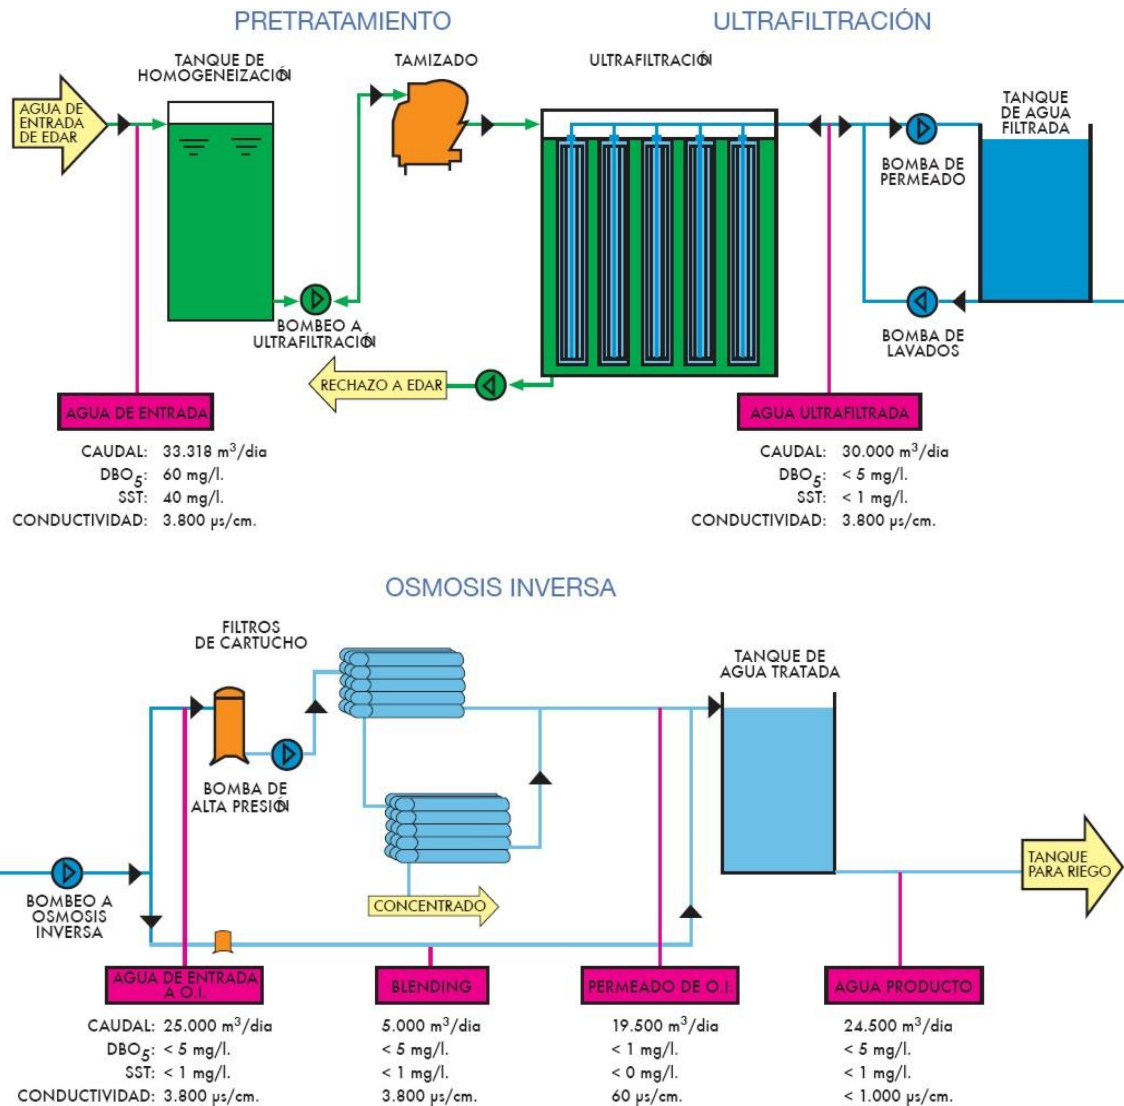 PRETRATAMIENTO
ULTRAFILTRACIÓN
TANQUE DE
HOMOGENEIZACIÓN
TAMIZADO
ULTRAFILTRACIÓN
TANQUE
DE AGUA
FILTRADA
AGUA DE
ENTRADA
DE EDAR
BOMBA DE
PERMEADO
BOMBEO A
ULTRAFILTRACIÓN
BOMBA DE
LAVADOS
RECHAZO A EDAR
AGUA DE ENTRADA
CAUDAL: 33.318 m³/dia
DBO5: 60 mg/l.
SST: 40 mg/l.
CONDUCTIVIDAD: 3.800 µs/cm.
AGUA ULTRAFILTRADA
CAUDAL: 30.000 m³/dia
DBO5: < 5 mg/l.
SST: < 1 mg/l.
CONDUCTIVIDAD: 3.800 µs/cm.
OSMOSIS INVERSA
FILTROS
DE CARTUCHO
TANQUE DE
AGUA TRATADA
BOMBA DE
ALTA PRESIÓN
BOMBEO A
OSMOSIS
INVERSA
CONCENTRADO
TANQUE
PARA RIEGO
AGUA DE ENTRADA
A O.I.
CAUDAL: 25.000 m³/dia
DBO5: < 5 mg/l.
SST: < 1 mg/l.
CONDUCTIVIDAD: 3.800 µs/cm.
BLENDING
5.000 m³/dia
< 5 mg/l.
< 1 mg/l.
3.800 µs/cm.
PERMEADO DE O.I.
19.500 m³/dia
< 1 mg/l.
< 0 mg/l.
60 µs/cm.
AGUA PRODUCTO
24.500 m³/dia
< 5 mg/l.
< 1 mg/l.
< 1.000 µs/cm.